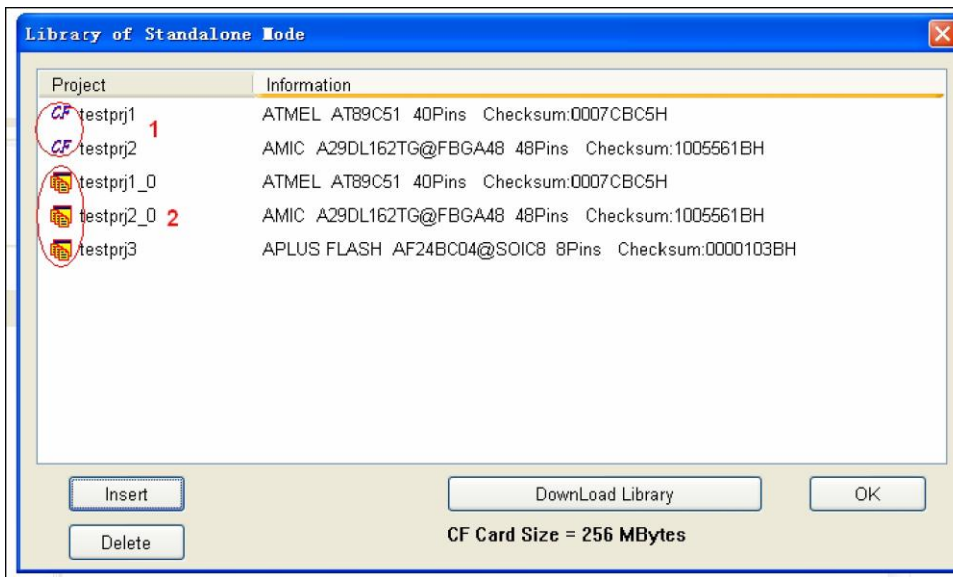 Library of Standalone Mode
Project Information
CF testprj1 ATMEL AT89C51 40Pins Checksum:0007CBC5H
1
CF testprj2 AMIC A29DL162TG@FBGA48 48Pins Checksum:1005561BH
testprj1_0 ATMEL AT89C51 40Pins Checksum:0007CBC5H
testprj2_0 2 AMIC A29DL162TG@FBGA48 48Pins Checksum:1005561BH
testprj3 APLUS FLASH AF24BC04@SOIC8 8Pins Checksum:0000103BH
Insert DownLoad Library OK
Delete CF Card Size = 256 MBytes